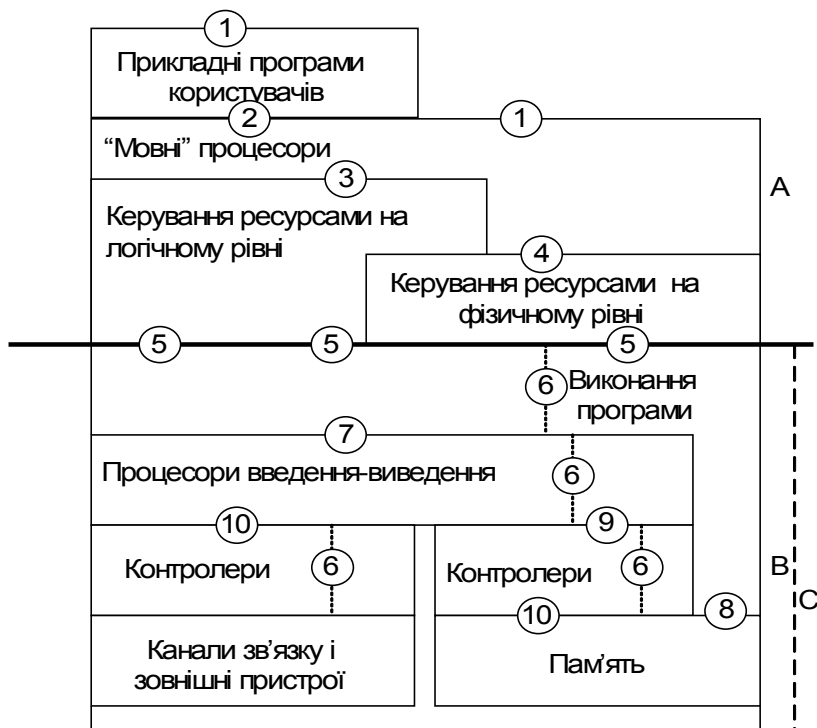 1
Прикладні програми
користувачів
2
1
“Мовні” процесори
3
А
Керування ресурсами на
логічному рівні
4
Керування ресурсами на
фізичному рівні
5
5
5
6
Виконання
програми
7
Процесори введення-виведення
6
10
9
Контролери
6
Контролери
6
В
С
10
8
Канали зв’язку і
зовнішні пристрої
Пам’ять